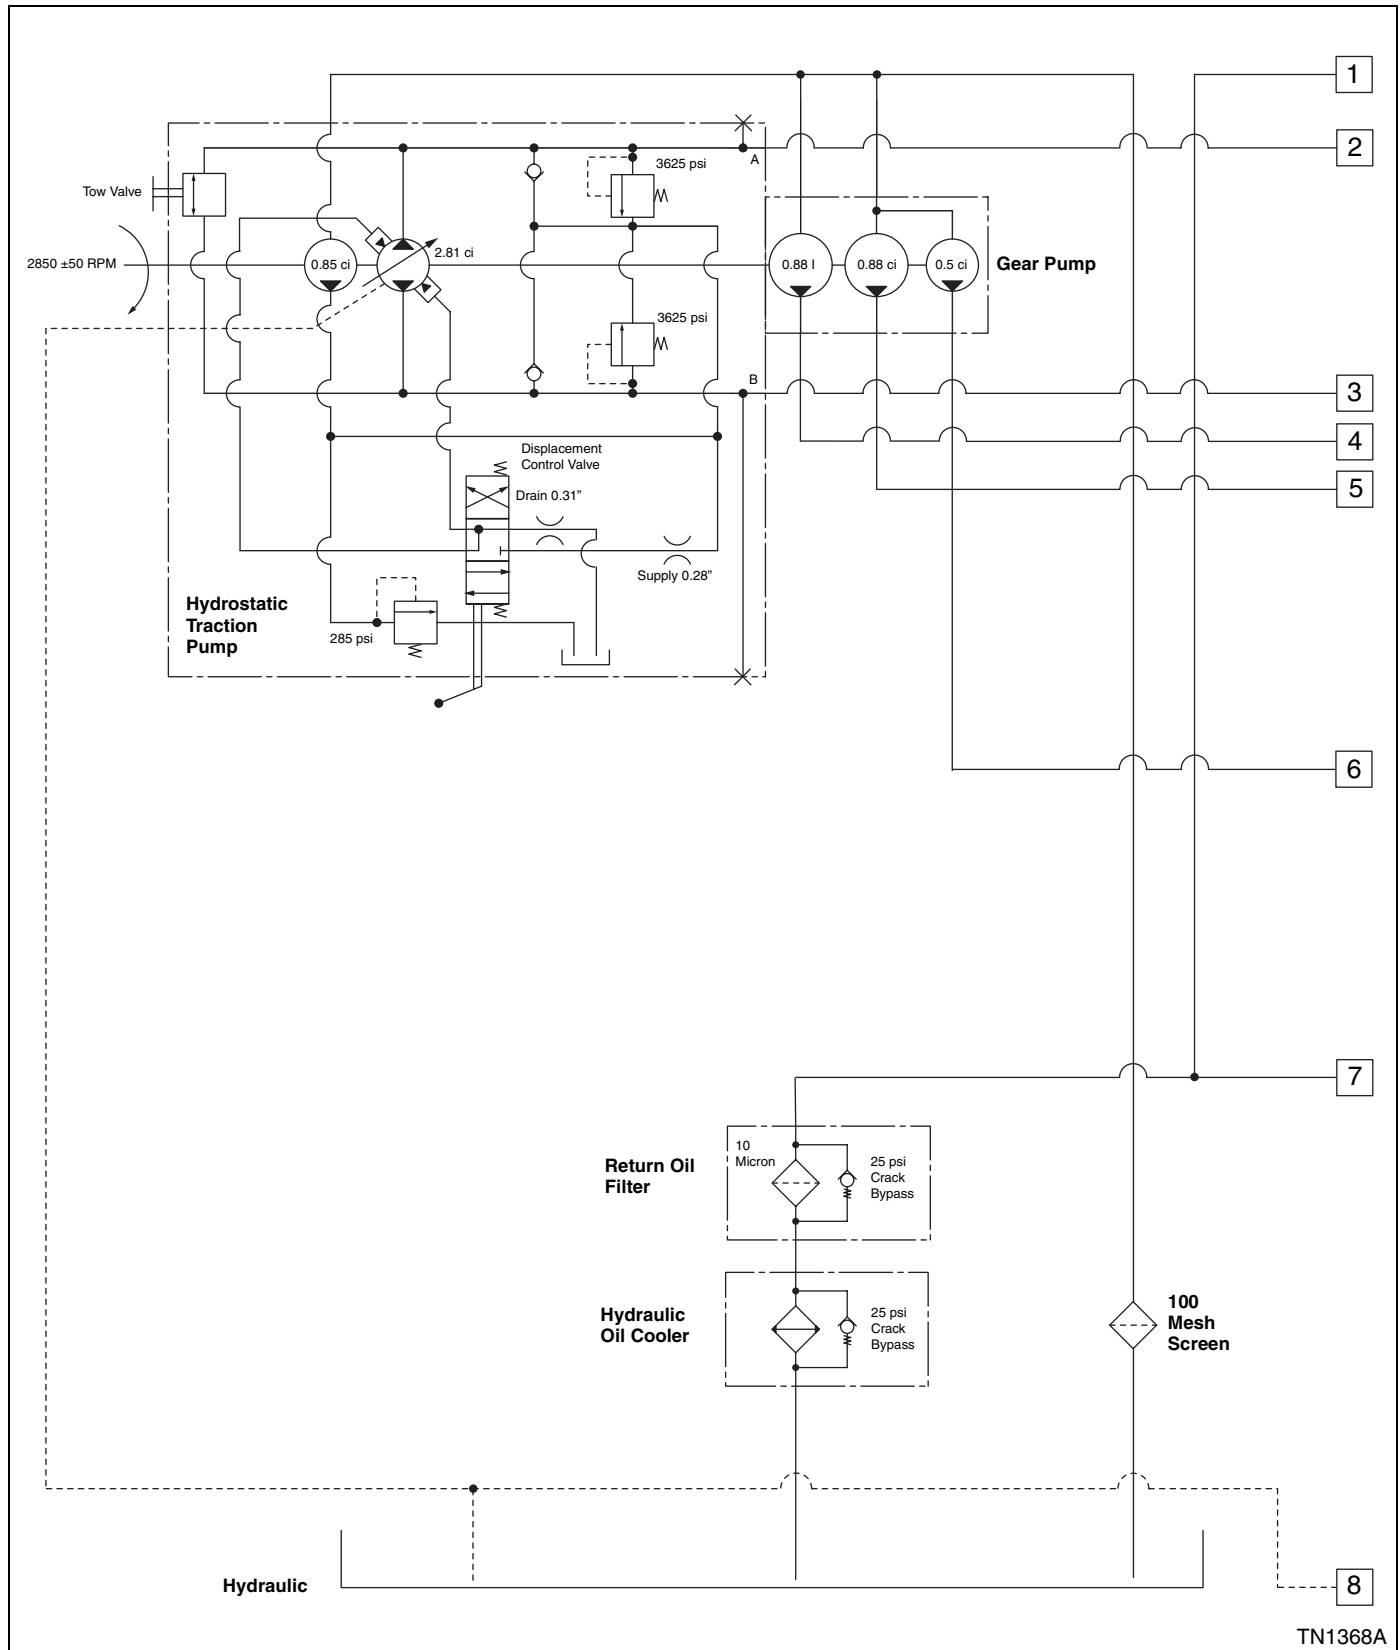 1
2
A
3625 psi
Tow Valve
2850 ±50 RPM
0.85 ci
2.81 ci
0.88 l
0.88 ci
0.5 ci
Gear Pump
3625 psi
B
3
4
5
Displacement
Control Valve
Drain 0.31”
Supply 0.28”
Hydrostatic
Traction
Pump
285 psi
6
7
10
Micron
Return Oil
Filter
25 psi
Crack
Bypass
Hydraulic
Oil Cooler
25 psi
Crack
Bypass
100
Mesh
Screen
Hydraulic
8
TN1368A